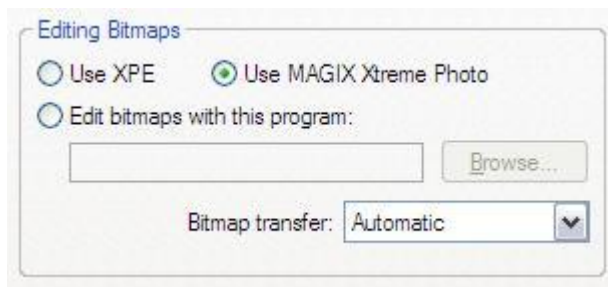 Editing Bitmaps
Use XPE Use MAGIX Xtreme Photo
Edit bitmaps with this program:
Browse...
Bitmap transfer: Automatic